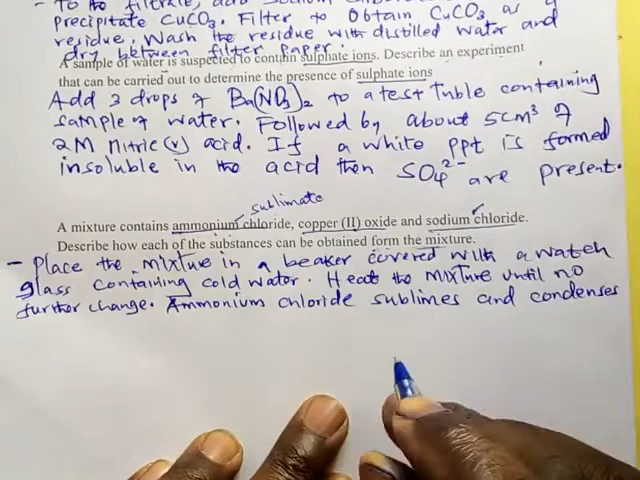 - To the filtrate, add sodium
precipitate CuCO3. Filter to obtain CuCO3 as a
residue. Wash the residue with distilled water and
dry between filter paper.
A sample of water is suspected to contain sulphate ions. Describe an experiment
that can be carried out to determine the presence of sulphate ions
Add 3 drops of Ba(NO3)2 to a test tube containing
sample of water. Followed by about 5cm³ of
2M nitric (v) acid. If a white ppt is formed
insoluble in the acid then SO4²⁻ are present.
sublimate
A mixture contains ammonium chloride, copper (II) oxide and sodium chloride.
Describe how each of the substances can be obtained form the mixture.
- Place the mixture in a beaker covered with a watch
glass containing cold water. Heat the mixture until no
further change. Ammonium chloride sublimes and condenses